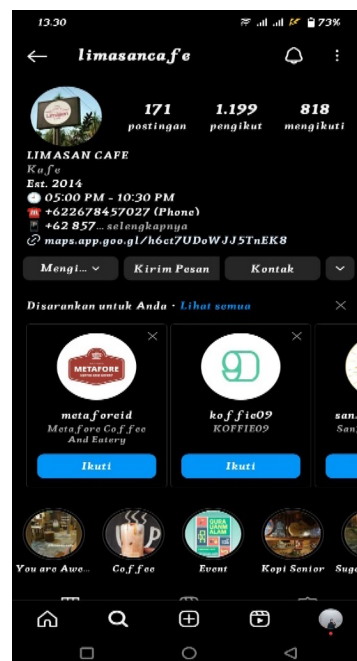 13.30
73%
limasancafe
171
1.199
818
postingan
pengikut
mengikuti
LIMASAN CAFE
Kafe
Est. 2014
05:00 PM - 10:30 PM
+622678457027 (Phone)
+62 857... selengkapnya
maps.app.goo.gl/h6ct7UDoWJJ5TnEK8
Mengi...
Kirim Pesan
Kontak
Disarankan untuk Anda · Lihat semua
METAFORE
metaforeid
koffie09
Metafore Coffee
KOFFIE09
And Eatery
Ikuti
Ikuti
You are Awe...
Coffee
Event
Kopi Senior